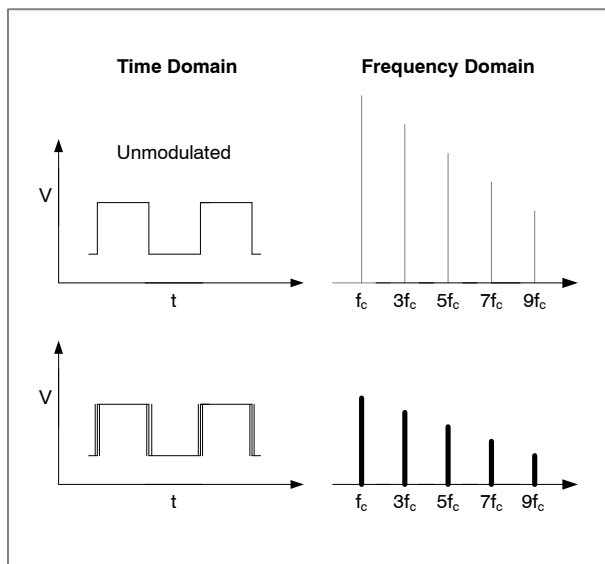 Time Domain Frequency Domain
Unmodulated
V
t
f_c 3f_c 5f_c 7f_c 9f_c
V
t
f_c 3f_c 5f_c 7f_c 9f_c